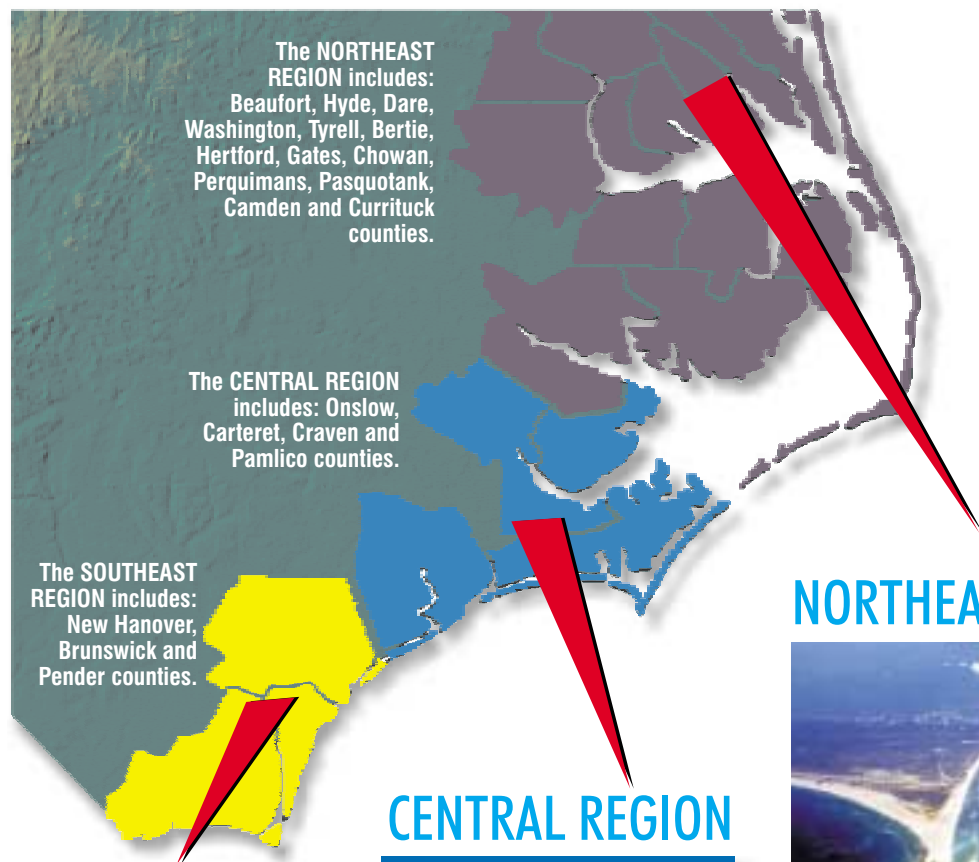 The NORTHEAST
REGION includes:
Beaufort, Hyde, Dare,
Washington, Tyrell, Bertie,
Hertford, Gates, Chowan,
Perquimans, Pasquotank,
Camden and Currituck
counties.
The CENTRAL REGION
includes: Onslow,
Carteret, Craven and
Pamlico counties.
The SOUTHEAST
REGION includes:
New Hanover,
Brunswick and
Pender counties.
NORTHEA
CENTRAL REGION